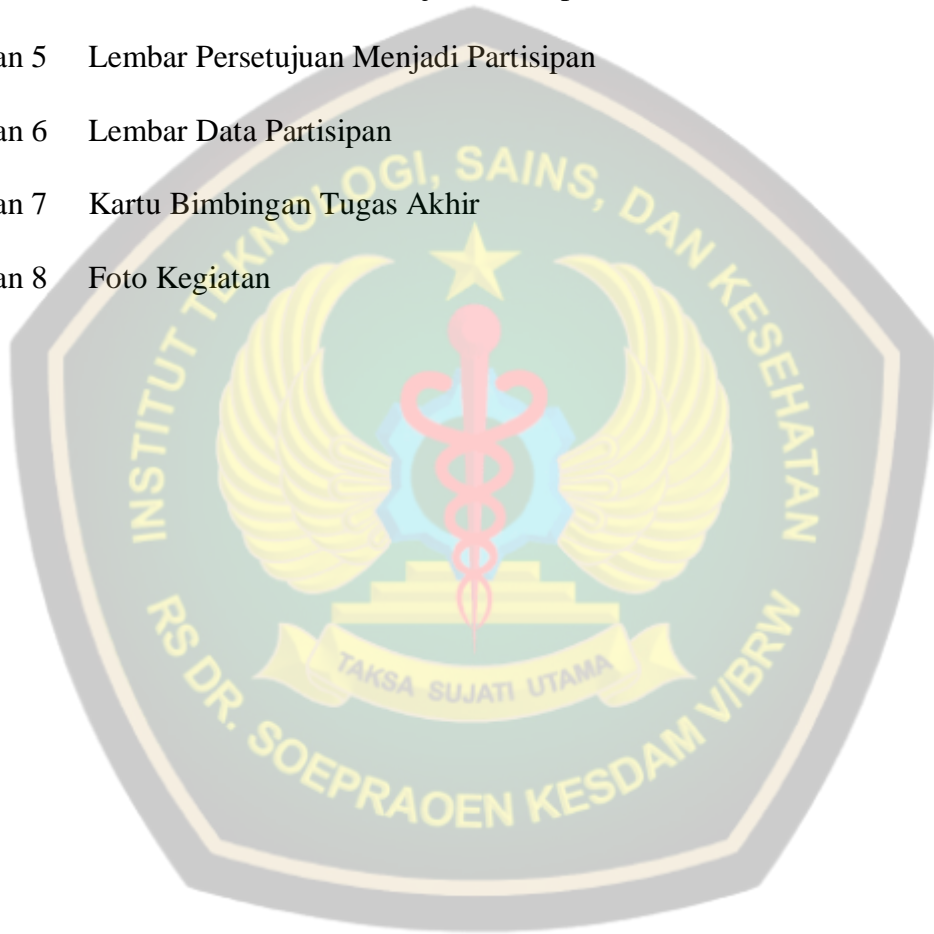 an 5 Lembar Persetujuan Menjadi Partisipan
an 6 Lembar Data Partisipan
an 7 Kartu Bimbingan Tugas Akhir
an 8 Foto Kegiatan
INSTITUT TEKNOLOGI, SAINS, DAN KESEHATAN
TAKSA SUJATI UTAMA
RS DR. SOEPRAOEN KESDAM V/BRW